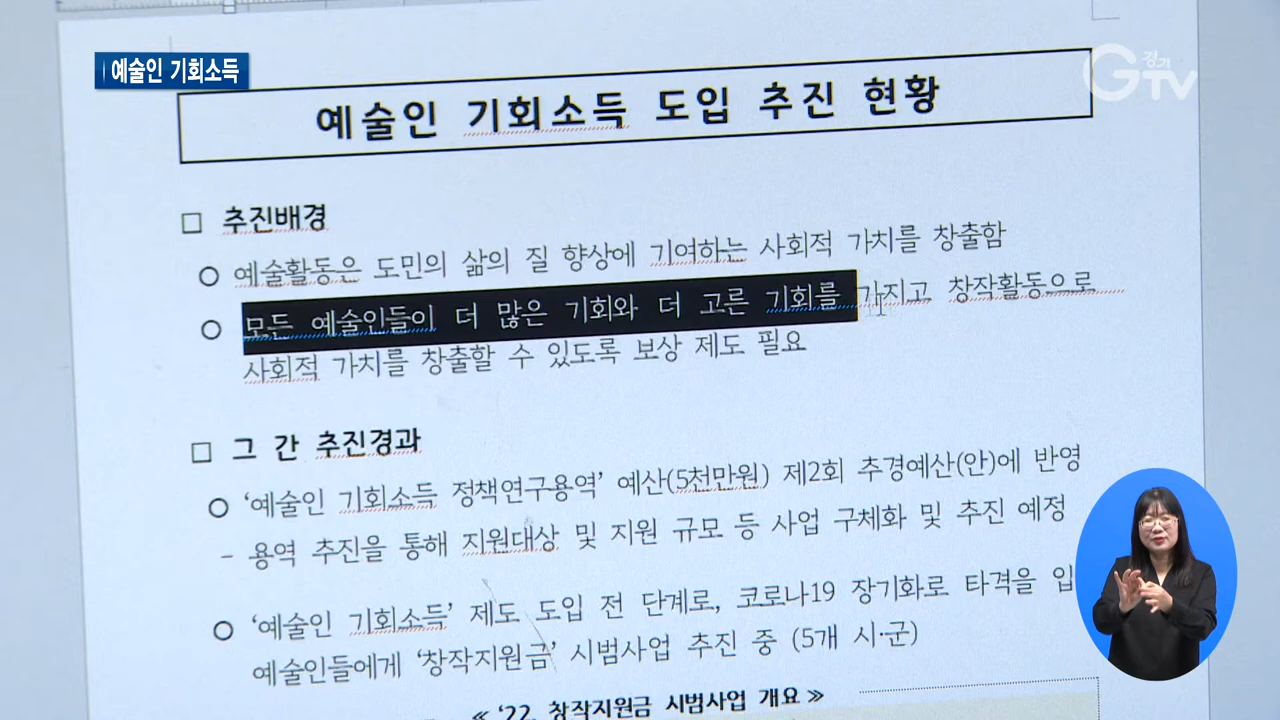 예술인 기회소득
경기
GTV
예술인 기회소득 도입 추진 현황
□ 추진배경
○ 예술활동은 도민의 삶의 질 향상에 기여하는 사회적 가치를 창출함
○ 모든 예술인들이 더 많은 기회와 더 고른 기회를 가지고 창작활동으로
사회적 가치를 창출할 수 있도록 보상 제도 필요
□ 그 간 추진경과
○ ‘예술인 기회소득 정책연구용역’ 예산(5천만원) 제2회 추경예산(안)에 반영
- 용역 추진을 통해 지원대상 및 지원 규모 등 사업 구체화 및 추진 예정
○ ‘예술인 기회소득’ 제도 도입 전 단계로, 코로나19 장기화로 타격을 입
예술인들에게 ‘창작지원금’ 시범사업 추진 중 (5개 시·군)
≪ ‘22. 창작지원금 시범사업 개요 ≫